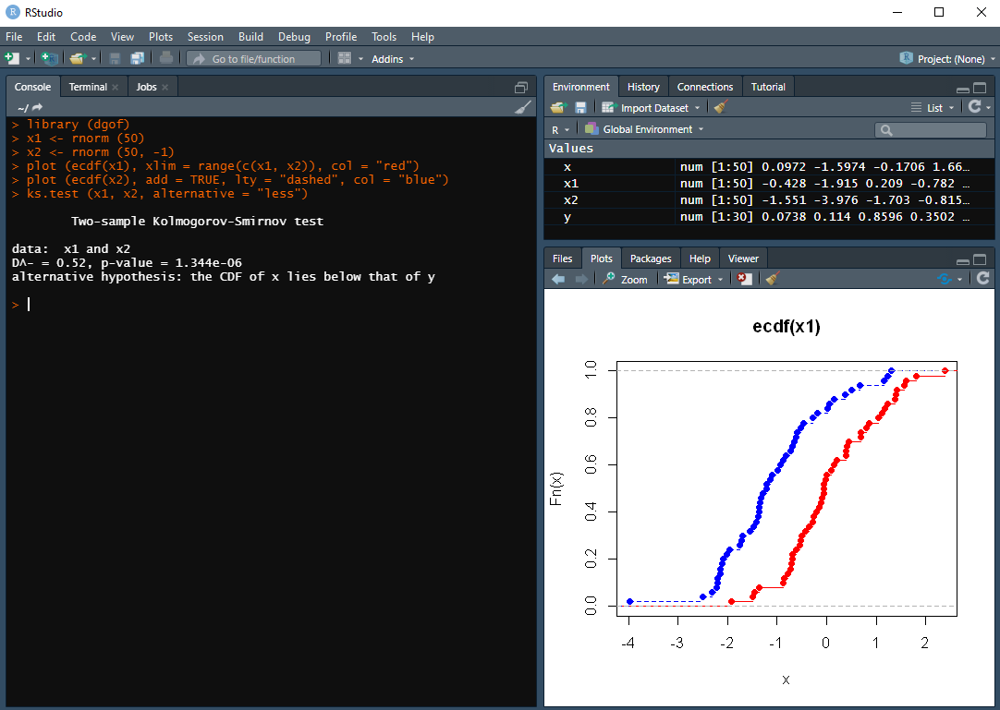 RStudio
File Edit Code View Plots Session Build Debug Profile Tools Help
Go to file/function Addins Project: (None)
Console Terminal Jobs
~/
> library (dgof)
> x1 <- rnorm (50)
> x2 <- rnorm (50, -1)
> plot (ecdf(x1), xlim = range(c(x1, x2)), col = "red")
> plot (ecdf(x2), add = TRUE, lty = "dashed", col = "blue")
> ks.test (x1, x2, alternative = "less")
Two-sample Kolmogorov-Smirnov test
data: x1 and x2
D^- = 0.52, p-value = 1.344e-06
alternative hypothesis: the CDF of x lies below that of y
>
Environment History Connections Tutorial
Import Dataset List
R Global Environment
Values
x num [1:50] 0.0972 -1.5974 -0.1706 1.66…
x1 num [1:50] -0.428 -1.915 0.209 -0.782 …
x2 num [1:50] -1.551 -3.976 -1.703 -0.815…
y num [1:30] 0.0738 0.114 0.8596 0.3502 …
Files Plots Packages Help Viewer
Zoom Export
ecdf(x1)
Fn(x)
1.0
0.8
0.6
0.4
0.2
0.0
-4 -3 -2 -1 0 1 2
x